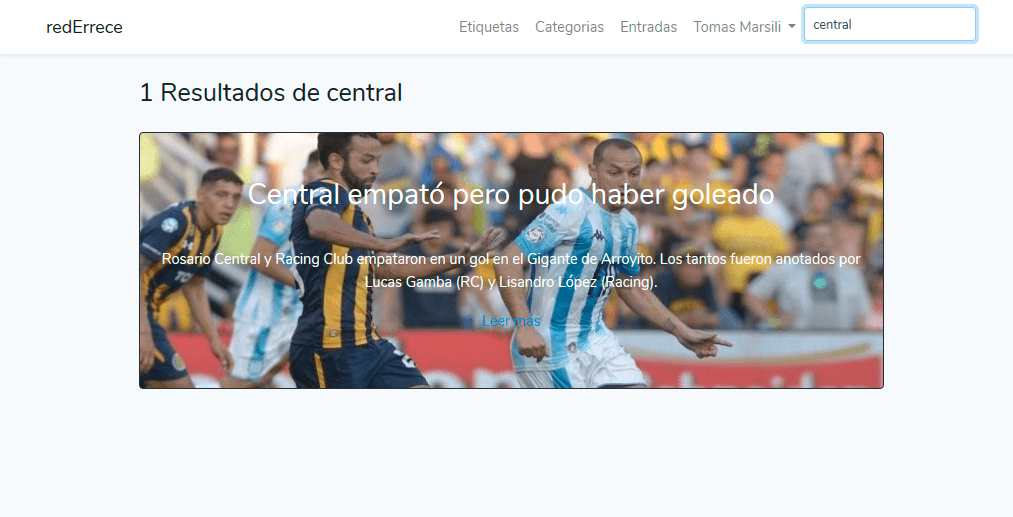 redErrece
Etiquetas Categorias Entradas Tomas Marsili central
1 Resultados de central
Central empató pero pudo haber goleado
Rosario Central y Racing Club empataron en un gol en el Gigante de Arroyito. Los tantos fueron anotados por
Lucas Gamba (RC) y Lisandro López (Racing).
Leer más